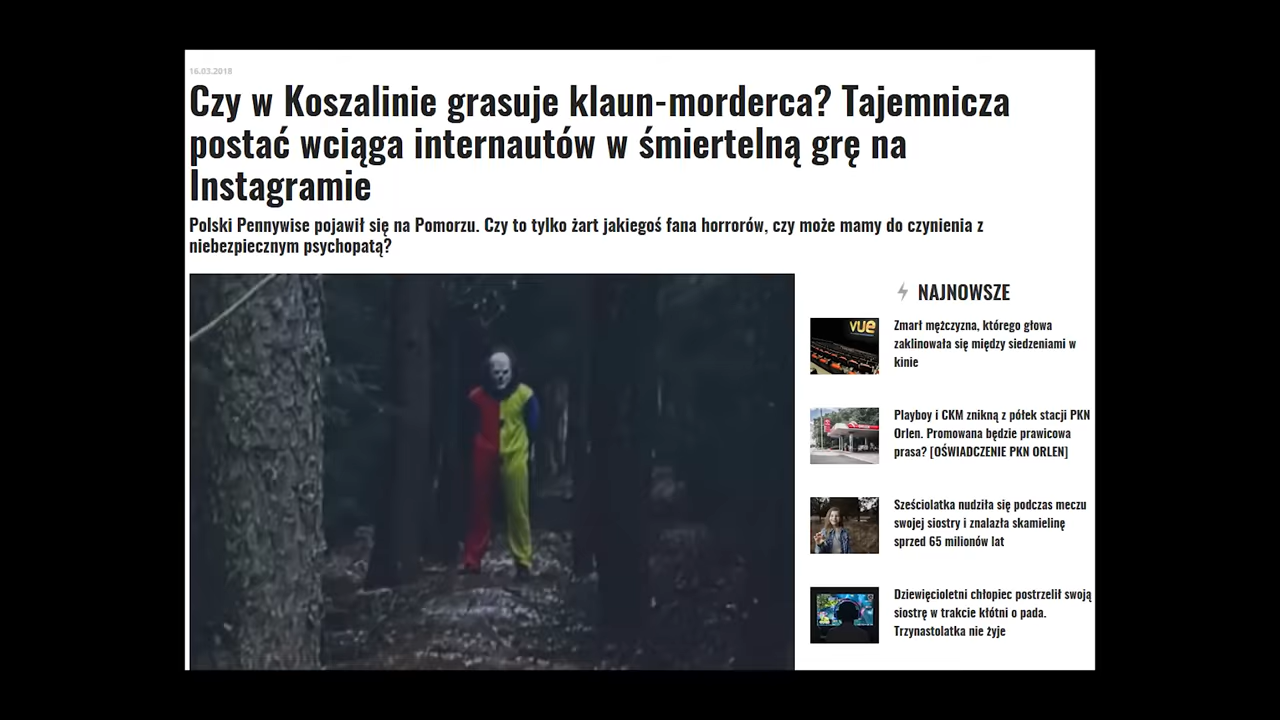 16.03.2018
Czy w Koszalinie grasuje klaun-morderca? Tajemnicza
postać wciąga internautów w śmiertelną grę na
Instagramie
Polski Pennywise pojawił się na Pomorzu. Czy to tylko żart jakiegoś fana horrorów, czy może mamy do czynienia z
niebezpiecznym psychopatą?
NAJNOWSZE
vue
Zmarł mężczyzna, którego głowa
zaklinowała się między siedzeniami w
kinie
Playboy i CKM znikną z półek stacji PKN
Orlen. Promowana będzie prawicowa
prasa? [OŚWIADCZENIE PKN ORLEN]
Sześciolatka nudziła się podczas meczu
swojej siostry i znalazła skamielinę
sprzed 65 milionów lat
Dziewięcioletni chłopiec postrzelił swoją
siostrę w trakcie kłótni o pada.
Trzynastolatka nie żyje